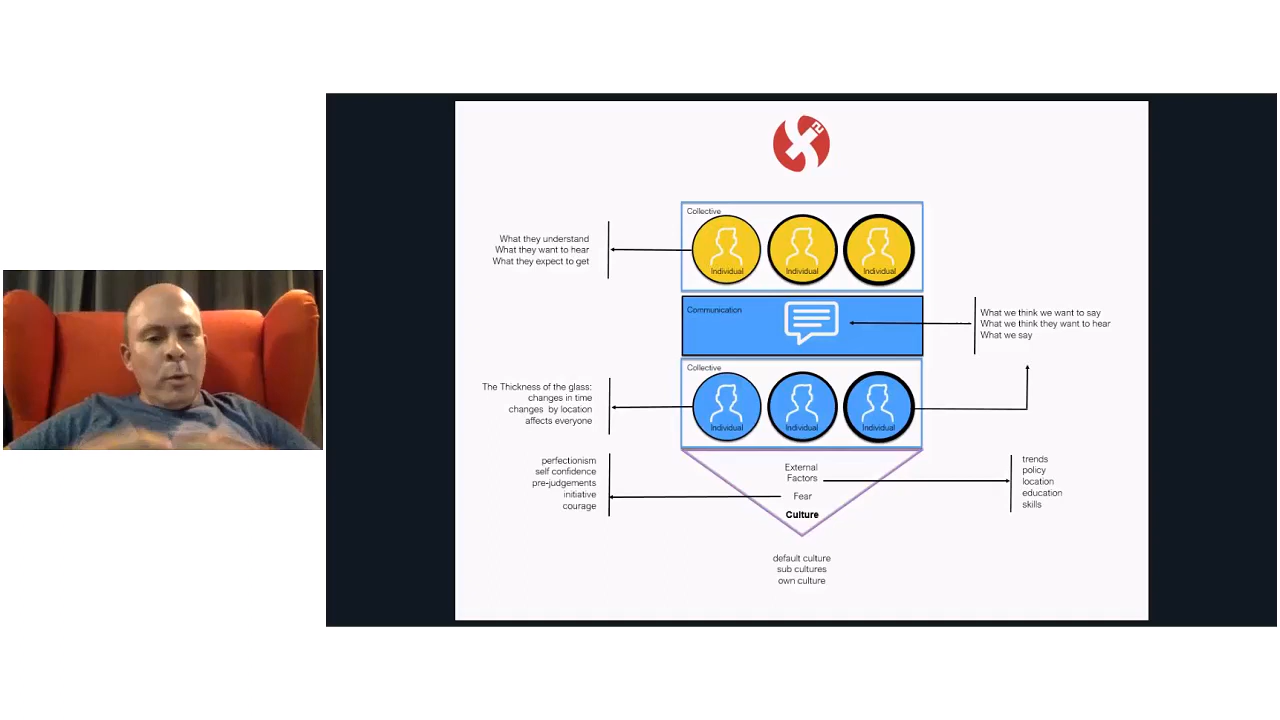 2
Collective
Individual
Individual
Individual
What they understand
What they want to hear
What they expect to get
Communication
What we think we want to say
What we think they want to hear
What we say
Collective
Individual
Individual
Individual
The Thickness of the glass:
changes in time
changes by location
affects everyone
perfectionism
self confidence
pre-judgements
initiative
courage
External
Factors
Fear
Culture
trends
policy
location
education
skills
default culture
sub cultures
own culture